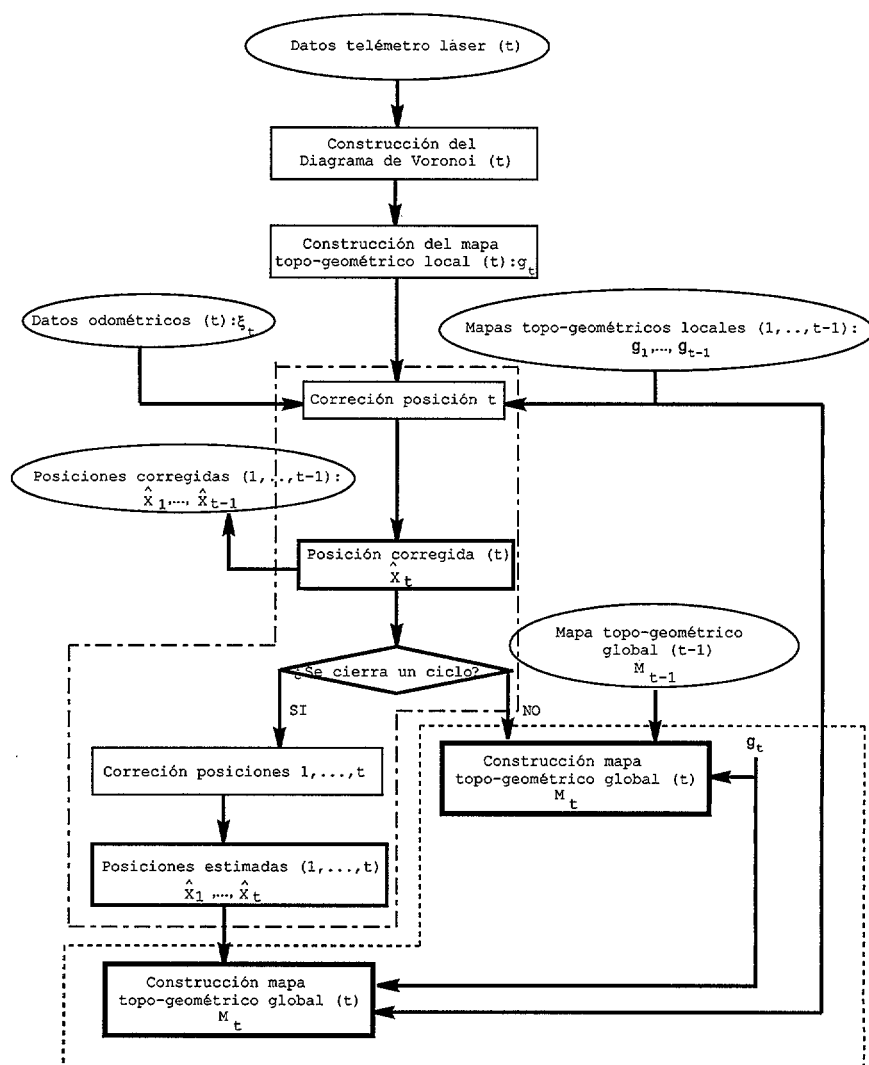 Datos telémetro láser (t)
Construcción del
Diagrama de Voronoi (t)
Construcción del mapa
topo-geométrico local (t):g_t
Datos odométricos (t):ξ_t
Mapas topo-geométricos locales (1,..,t-1):
g_1,..., g_{t-1}
Correción posición t
Posiciones corregidas (1,..,t-1):
X̂_1,..., X̂_{t-1}
Posición corregida (t)
X̂_t
Mapa topo-geométrico
global (t-1)
M_{t-1}
¿Se cierra un ciclo?
SI
NO
g_t
Construcción mapa
topo-geométrico global (t)
M_t
Correción posiciones 1,...,t
Posiciones estimadas (1,...,t)
X̂_1 ,..., X̂_t
Construcción mapa
topo-geométrico global (t)
M_t